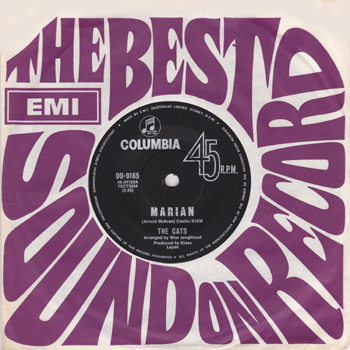 THE BEST
SOUND ON RECORD
EMI
COLUMBIA
45 R.P.M.
DO-9165
MARIAN
THE CATS
Arranged by Wim Jongbloed
Produced by Klaas
Leyen